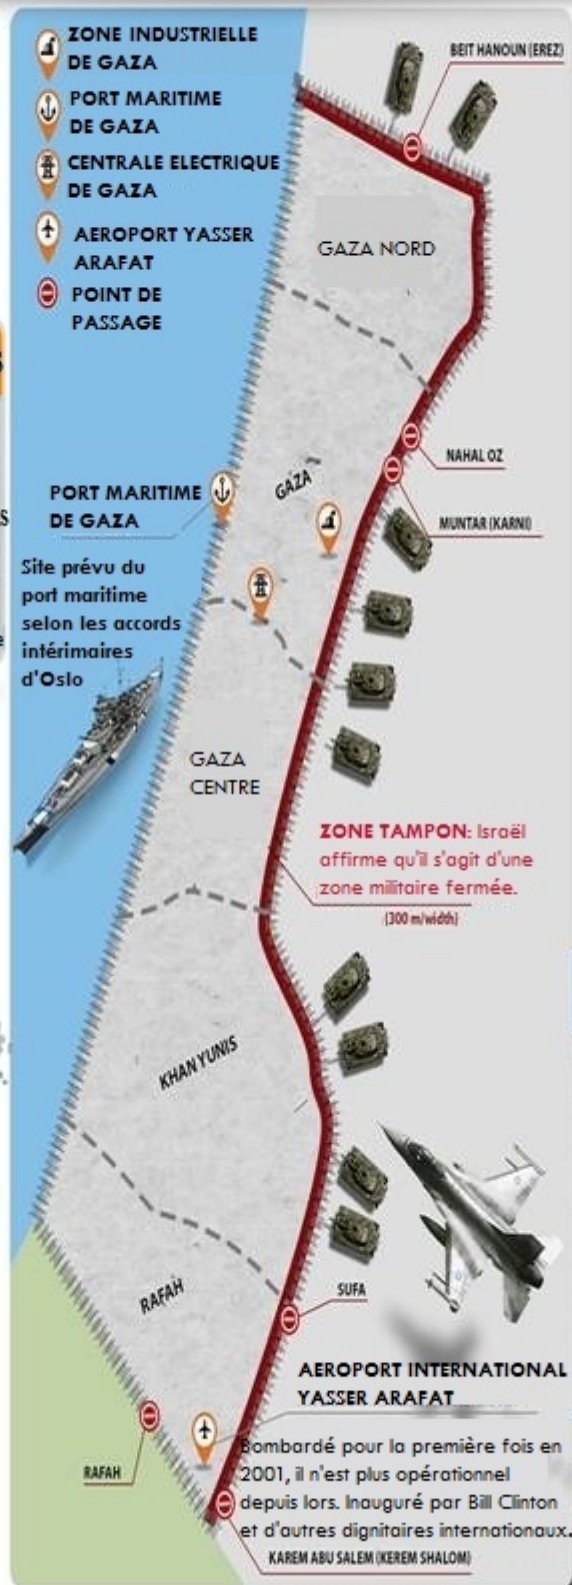 ZONE INDUSTRIELLE
DE GAZA
PORT MARITIME
DE GAZA
CENTRALE ELECTRIQUE
DE GAZA
AEROPORT YASSER
ARAFAT
POINT DE
PASSAGE
BEIT HANOUN (EREZ)
GAZA NORD
NAHAL OZ
MUNTAR (KARNI)
GAZA
PORT MARITIME
DE GAZA
Site prévu du
port maritime
selon les accords
intérimaires
d'Oslo
GAZA
CENTRE
ZONE TAMPON: Israël
affirme qu'il s'agit d'une
zone militaire fermée.
(300 m/width)
KHAN YUNIS
RAFAH
SUFA
AEROPORT INTERNATIONAL
YASSER ARAFAT
Bombardé pour la première fois en
2001, il n'est plus opérationnel
depuis lors. Inauguré par Bill Clinton
et d'autres dignitaires internationaux.
RAFAH
KAREM ABU SALEM (KEREM SHALOM)